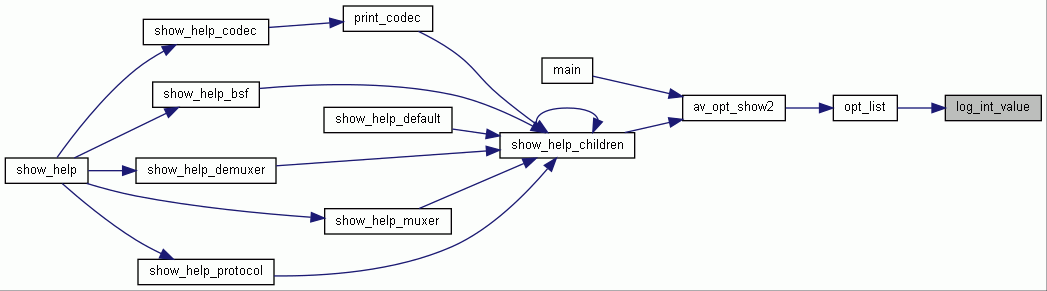 print_codec
show_help_codec
main
show_help_bsf
av_opt_show2
opt_list
log_int_value
show_help_default
show_help_children
show_help
show_help_demuxer
show_help_muxer
show_help_protocol